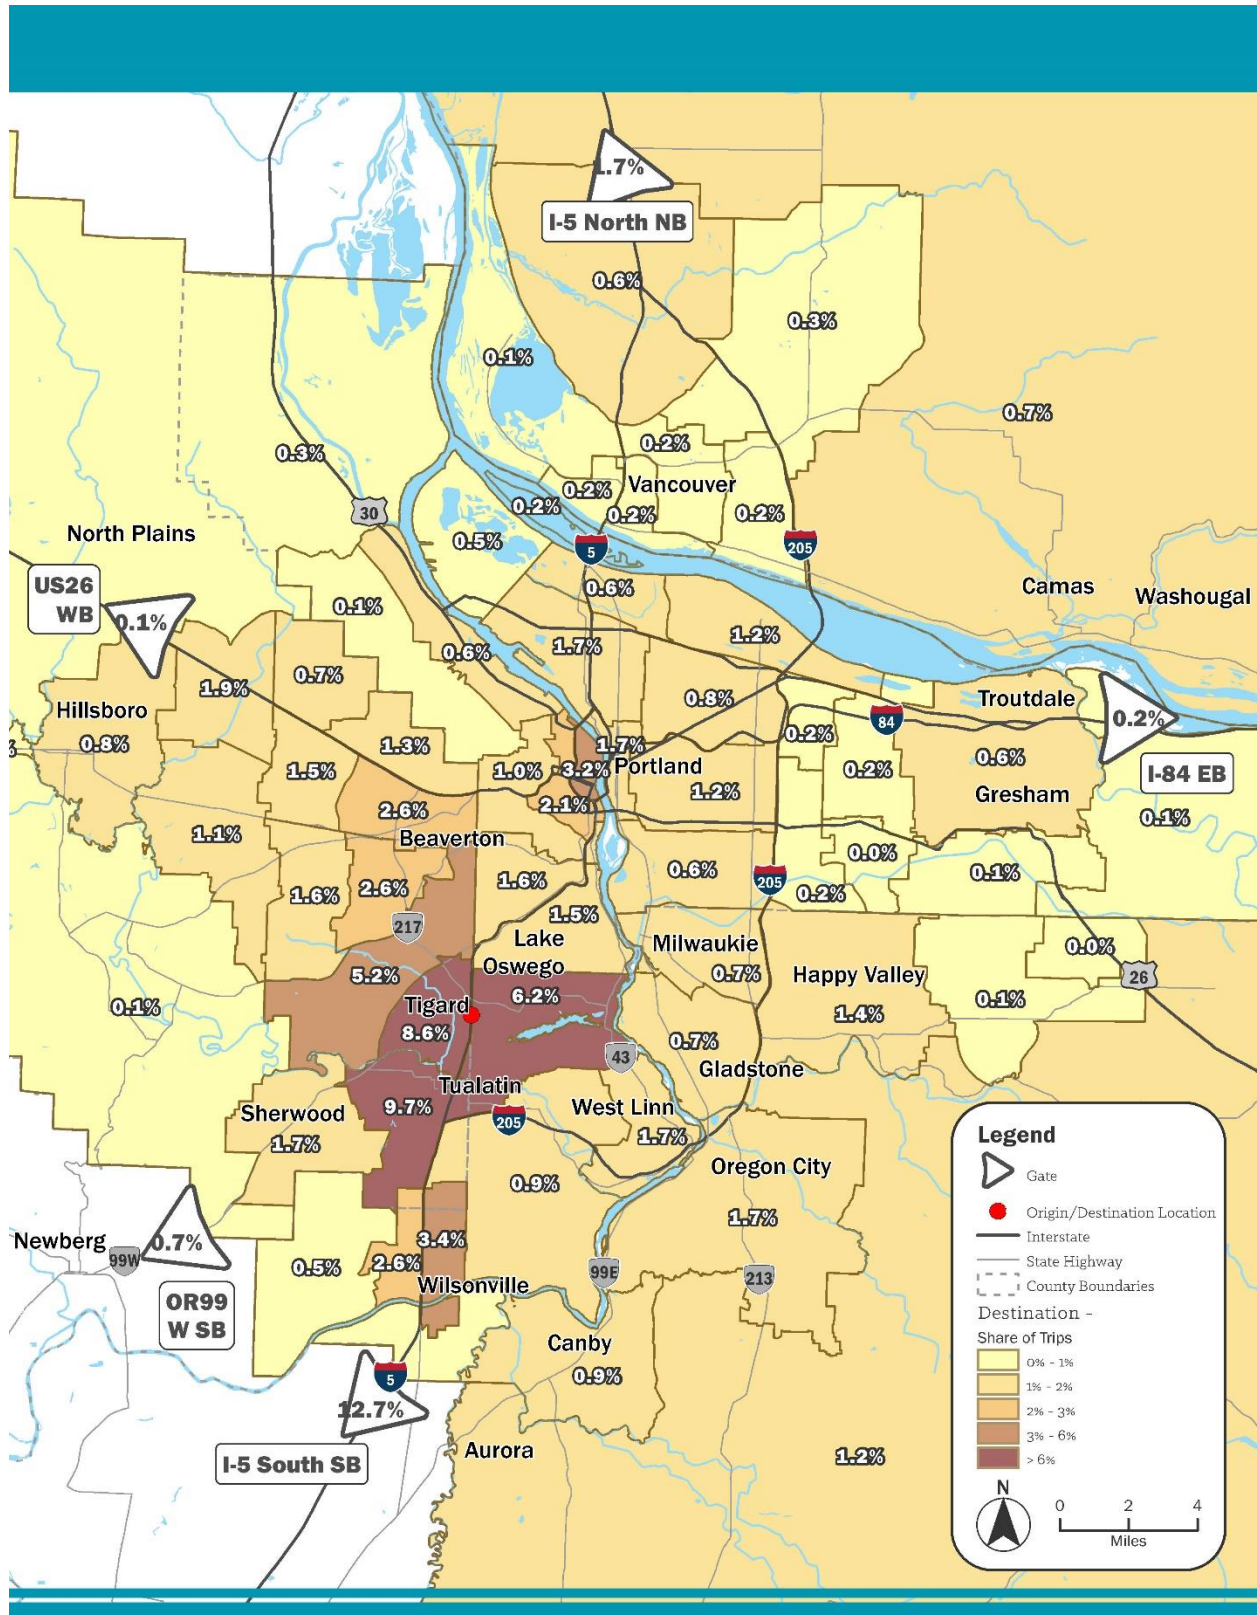 1.7%
I-5 North NB
0.6%
0.3%
0.1%
0.7%
0.3%
0.2%
0.2%
Vancouver
0.2%
0.2%
0.2%
30
0.5%
North Plains
5
205
US26
WB
0.1%
0.6%
Camas
Washougal
0.1%
0.6%
1.7%
1.2%
0.7%
1.9%
0.8%
Troutdale
Hillsboro
0.8%
84
0.2%
0.2%
I-84 EB
1.3%
1.7%
1.5%
1.0%
3.2%
Portland
0.2%
0.6%
Gresham
2.6%
2.1%
1.2%
0.1%
1.1%
Beaverton
0.0%
1.6%
2.6%
1.6%
0.6%
205
0.2%
0.1%
217
1.5%
Lake
Oswego
Milwaukie
0.7%
Happy Valley
0.0%
26
5.2%
6.2%
0.1%
Tigard
8.6%
0.1%
1.4%
43
0.7%
Gladstone
Tualatin
9.7%
Sherwood
1.7%
205
West Linn
1.7%
Oregon City
0.9%
1.7%
Newberg
99W
0.7%
OR99
W SB
0.5%
2.6%
3.4%
Wilsonville
99E
213
Canby
0.9%
5
12.7%
I-5 South SB
Aurora
1.2%
Legend
Gate
Origin/Destination Location
Interstate
State Highway
County Boundaries
Destination -
Share of Trips
0% - 1%
1% - 2%
2% - 3%
3% - 6%
> 6%
N
0 2 4
Miles